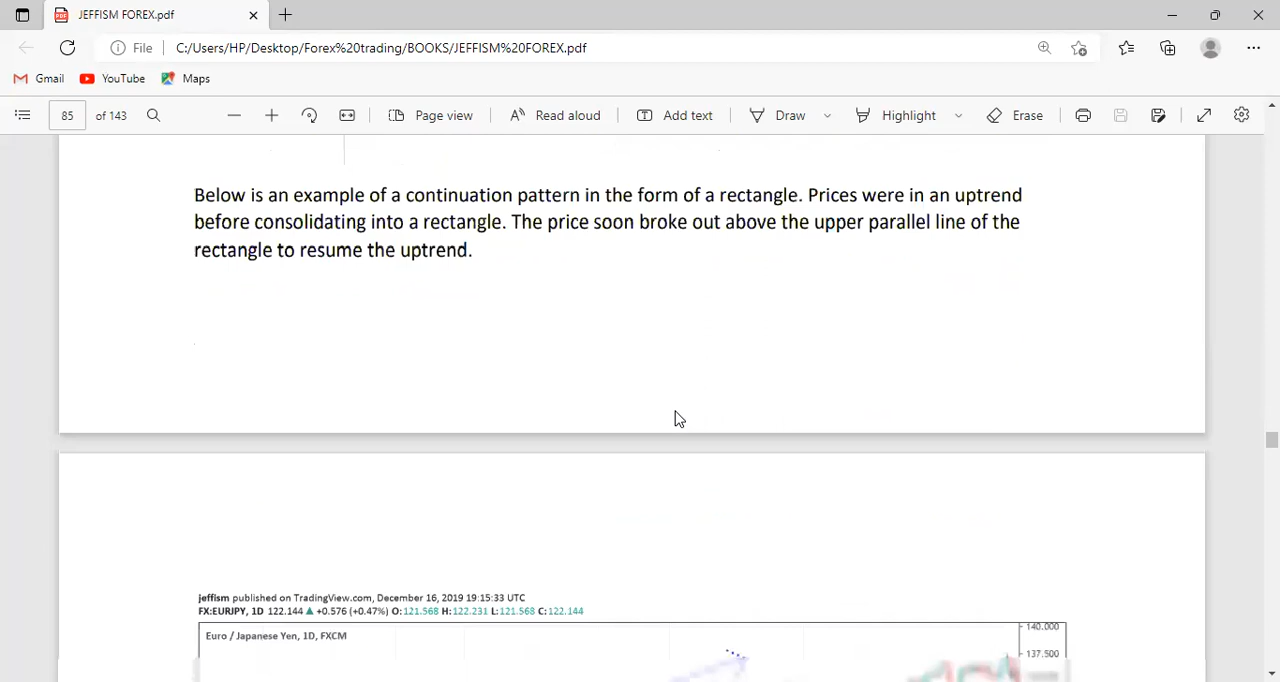 JEFFISM FOREX.pdf
File C:/Users/HP/Desktop/Forex%20trading/BOOKS/JEFFISM%20FOREX.pdf
Gmail YouTube Maps
85 of 143 Page view Read aloud Add text Draw Highlight Erase
Below is an example of a continuation pattern in the form of a rectangle. Prices were in an uptrend
before consolidating into a rectangle. The price soon broke out above the upper parallel line of the
rectangle to resume the uptrend.
jeffism published on TradingView.com, December 16, 2019 19:15:33 UTC
FX:EURJPY, 1D 122.144 ▲ +0.576 (+0.47%) O:121.568 H:122.231 L:121.568 C:122.144
Euro / Japanese Yen, 1D, FXCM
140.000
137.500